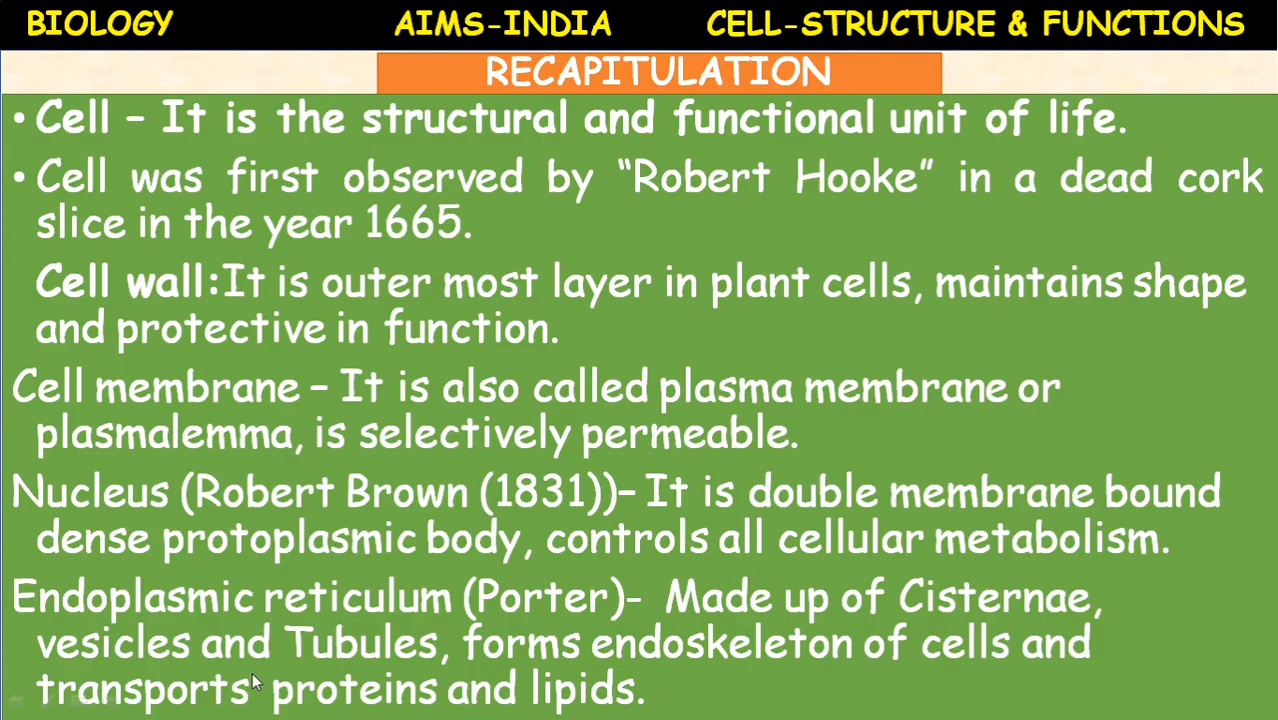 BIOLOGY AIMS-INDIA CELL-STRUCTURE & FUNCTIONS
RECAPITULATION
• Cell – It is the structural and functional unit of life.
• Cell was first observed by “Robert Hooke” in a dead cork
slice in the year 1665.
Cell wall:It is outer most layer in plant cells, maintains shape
and protective in function.
Cell membrane – It is also called plasma membrane or
plasmalemma, is selectively permeable.
Nucleus (Robert Brown (1831))– It is double membrane bound
dense protoplasmic body, controls all cellular metabolism.
Endoplasmic reticulum (Porter)- Made up of Cisternae,
vesicles and Tubules, forms endoskeleton of cells and
transports proteins and lipids.